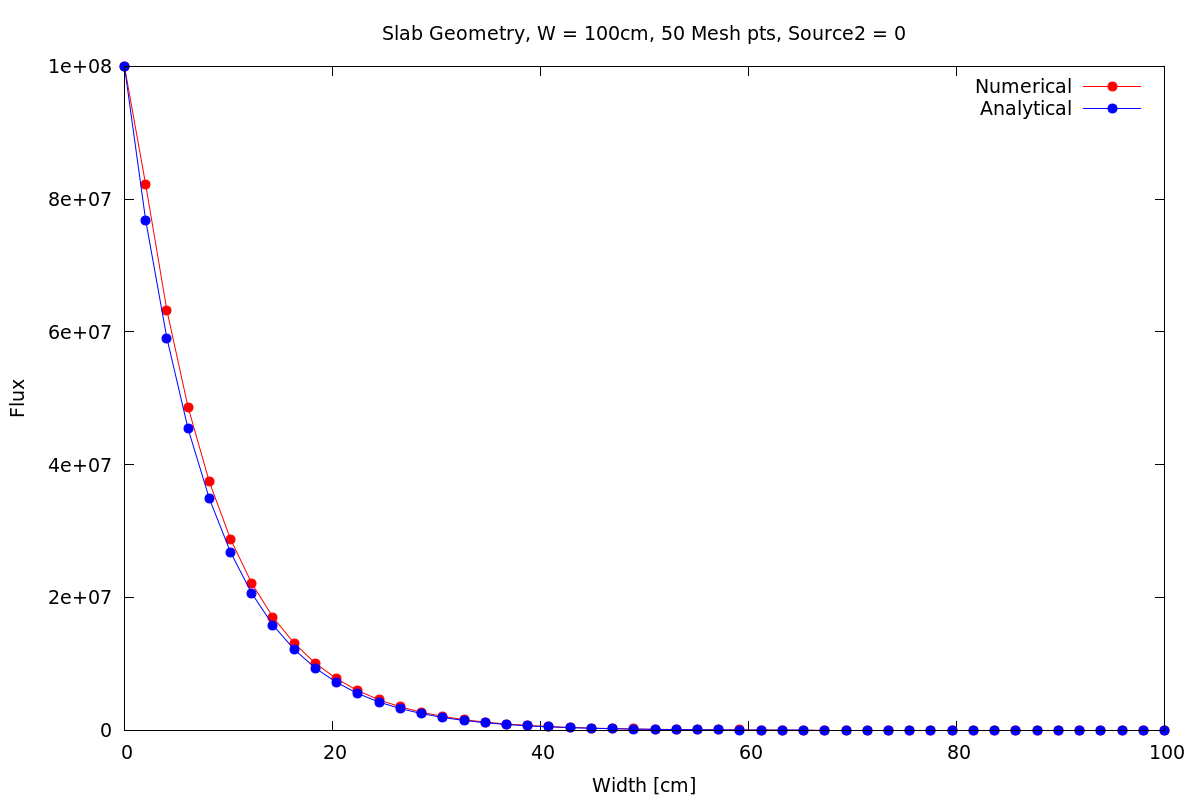 Slab Geometry, W = 100cm, 50 Mesh pts, Source2 = 0
Numerical
Analytical
1e+08
8e+07
6e+07
4e+07
2e+07
0
Flux
0 20 40 60 80 100
Width [cm]